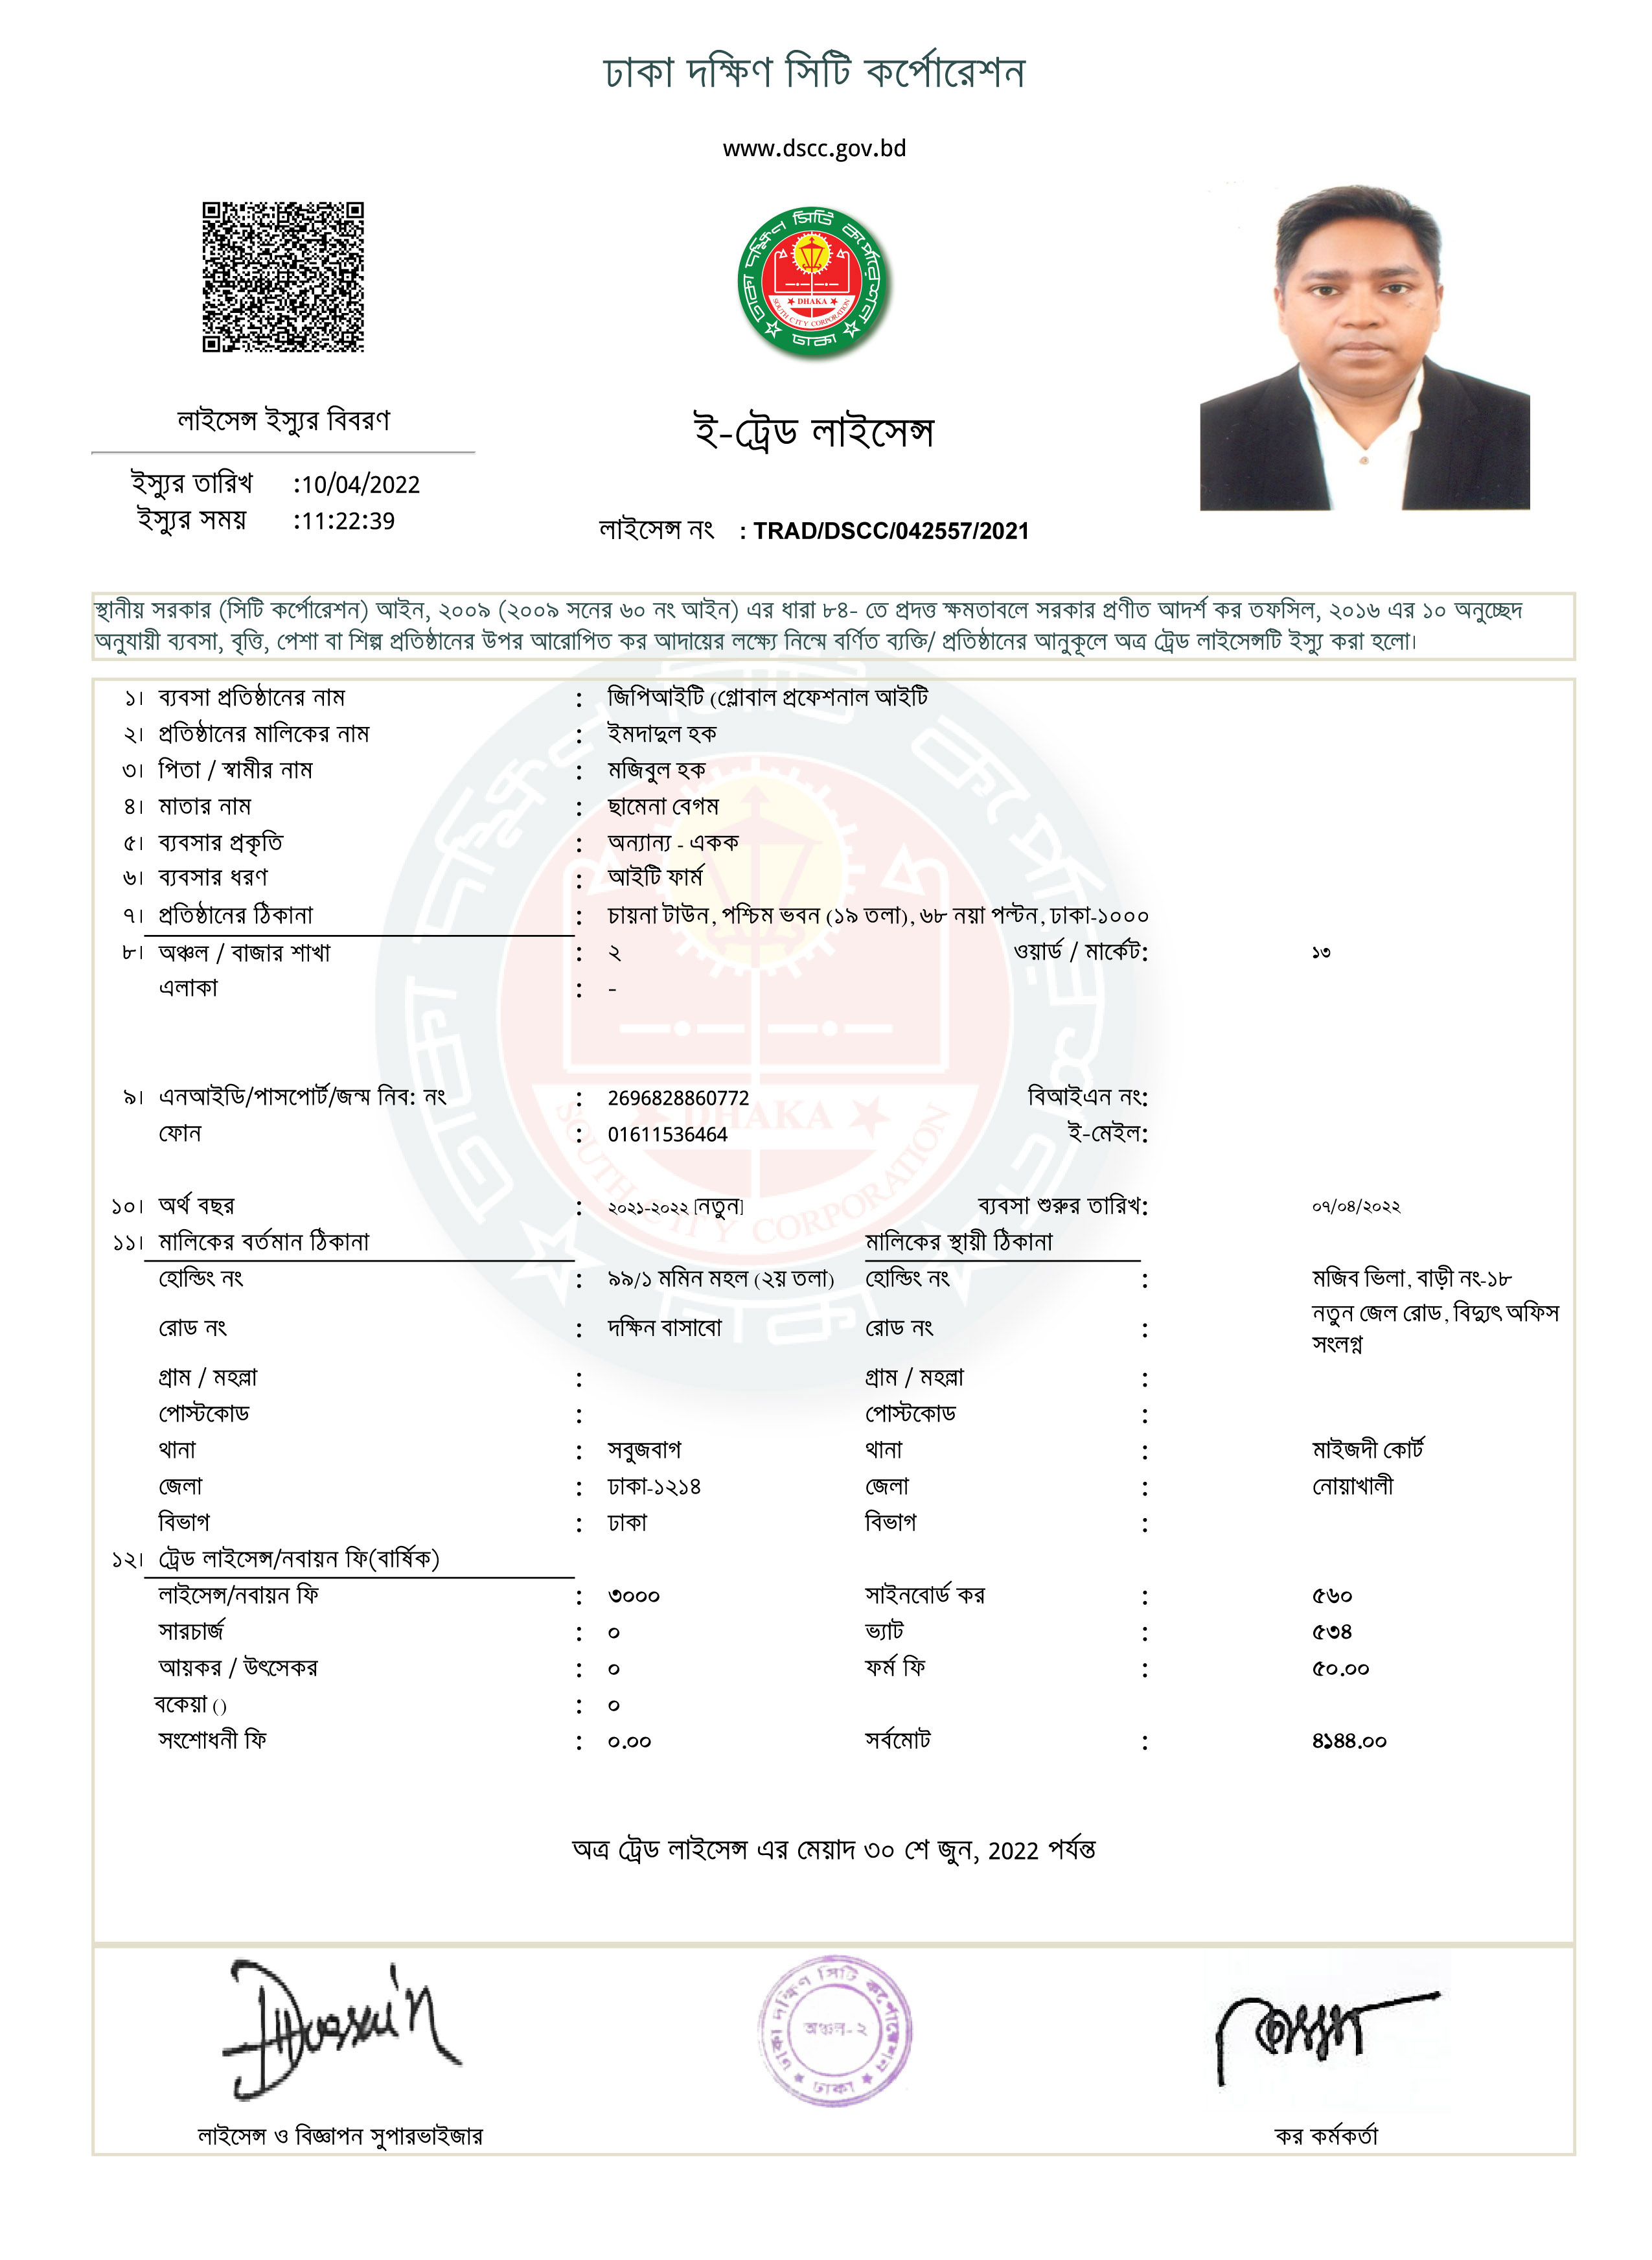 ঢাকা দক্ষিণ সিটি কর্পোরেশন
www.dscc.gov.bd
ঢাকা দক্ষিণ সিটি কর্পোরেশন
DHAKA
SOUTH CITY CORPORATION
ঢাকা
লাইসেন্স ইস্যুর বিবরণ
ই-ট্রেড লাইসেন্স
ইস্যুর তারিখ :10/04/2022
ইস্যুর সময় :11:22:39
লাইসেন্স নং : TRAD/DSCC/042557/2021
স্থানীয় সরকার (সিটি কর্পোরেশন) আইন, ২০০৯ (২০০৯ সনের ৬০ নং আইন) এর ধারা ৮৪- তে প্রদত্ত ক্ষমতাবলে সরকার প্রণীত আদর্শ কর তফসিল, ২০১৬ এর ১০ অনুচ্ছেদ
অনুযায়ী ব্যবসা, বৃত্তি, পেশা বা শিল্প প্রতিষ্ঠানের উপর আরোপিত কর আদায়ের লক্ষ্যে নিম্মে বর্ণিত ব্যক্তি/ প্রতিষ্ঠানের আনুকূলে অত্র ট্রেড লাইসেন্সটি ইস্যু করা হলো।
১। ব্যবসা প্রতিষ্ঠানের নাম : জিপিআইটি (গ্লোবাল প্রফেশনাল আইটি
২। প্রতিষ্ঠানের মালিকের নাম : ইমদাদুল হক
৩। পিতা / স্বামীর নাম : মজিবুল হক
৪। মাতার নাম : ছামেনা বেগম
৫। ব্যবসার প্রকৃতি : অন্যান্য - একক
৬। ব্যবসার ধরণ : আইটি ফার্ম
৭। প্রতিষ্ঠানের ঠিকানা : চায়না টাউন, পশ্চিম ভবন (১৯ তলা), ৬৮ নয়া পল্টন, ঢাকা-১০০০
৮। অঞ্চল / বাজার শাখা : ২ ওয়ার্ড / মার্কেট: ১৩
এলাকা : -
৯। এনআইডি/পাসপোর্ট/জন্ম নিব: নং : 2696828860772 বিআইএন নং:
ফোন : 01611536464 ই-মেইল:
১০। অর্থ বছর : ২০২১-২০২২ [নতুন] ব্যবসা শুরুর তারিখ: ০৭/০৪/২০২২
১১। মালিকের বর্তমান ঠিকানা মালিকের স্থায়ী ঠিকানা
হোল্ডিং নং : ৯৯/১ মমিন মহল (২য় তলা) হোল্ডিং নং : মজিব ভিলা, বাড়ী নং-১৮
রোড নং : দক্ষিন বাসাবো রোড নং : নতুন জেল রোড, বিদ্যুৎ অফিস
সংলগ্ন
গ্রাম / মহল্লা : গ্রাম / মহল্লা :
পোস্টকোড : পোস্টকোড :
থানা : সবুজবাগ থানা : মাইজদী কোর্ট
জেলা : ঢাকা-১২১৪ জেলা : নোয়াখালী
বিভাগ : ঢাকা বিভাগ :
১২। ট্রেড লাইসেন্স/নবায়ন ফি(বার্ষিক)
লাইসেন্স/নবায়ন ফি : ৩০০০ সাইনবোর্ড কর : ৫৬০
সারচার্জ : ০ ভ্যাট : ৫৩৪
আয়কর / উৎসেকর : ০ ফর্ম ফি : ৫০.০০
বকেয়া () : ০
সংশোধনী ফি : ০.০০ সর্বমোট : ৪১৪৪.০০
অত্র ট্রেড লাইসেন্স এর মেয়াদ ৩০ শে জুন, 2022 পর্যন্ত
ঢাকা দক্ষিণ সিটি কর্পোরেশন
অঞ্চল-২
ঢাকা
লাইসেন্স ও বিজ্ঞাপন সুপারভাইজার
কর কর্মকর্তা